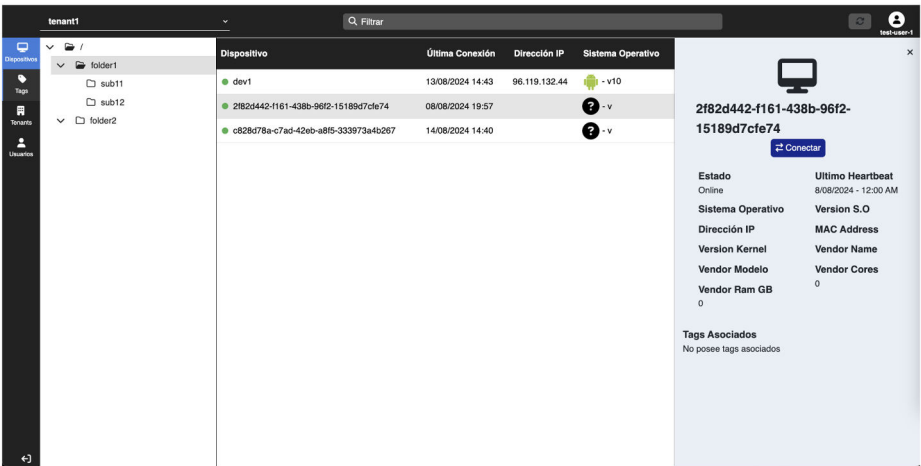 tenant1
Filtrar
test-user-1
Dispositivos
Tags
Tenants
Usuarios
/
folder1
sub11
sub12
folder2
Dispositivo Última Conexión Dirección IP Sistema Operativo
dev1 13/08/2024 14:43 96.119.132.44 - v10
2f82d442-f161-438b-96f2-15189d7cfe74 08/08/2024 19:57 ? - v
c828d78a-c7ad-42eb-a8f5-333973a4b267 14/08/2024 14:40 ? - v
×
2f82d442-f161-438b-96f2-
15189d7cfe74
Conectar
Estado Ultimo Heartbeat
Online 8/08/2024 - 12:00 AM
Sistema Operativo Version S.O
Dirección IP MAC Address
Version Kernel Vendor Name
Vendor Modelo Vendor Cores
0
Vendor Ram GB
0
Tags Asociados
No posee tags asociados